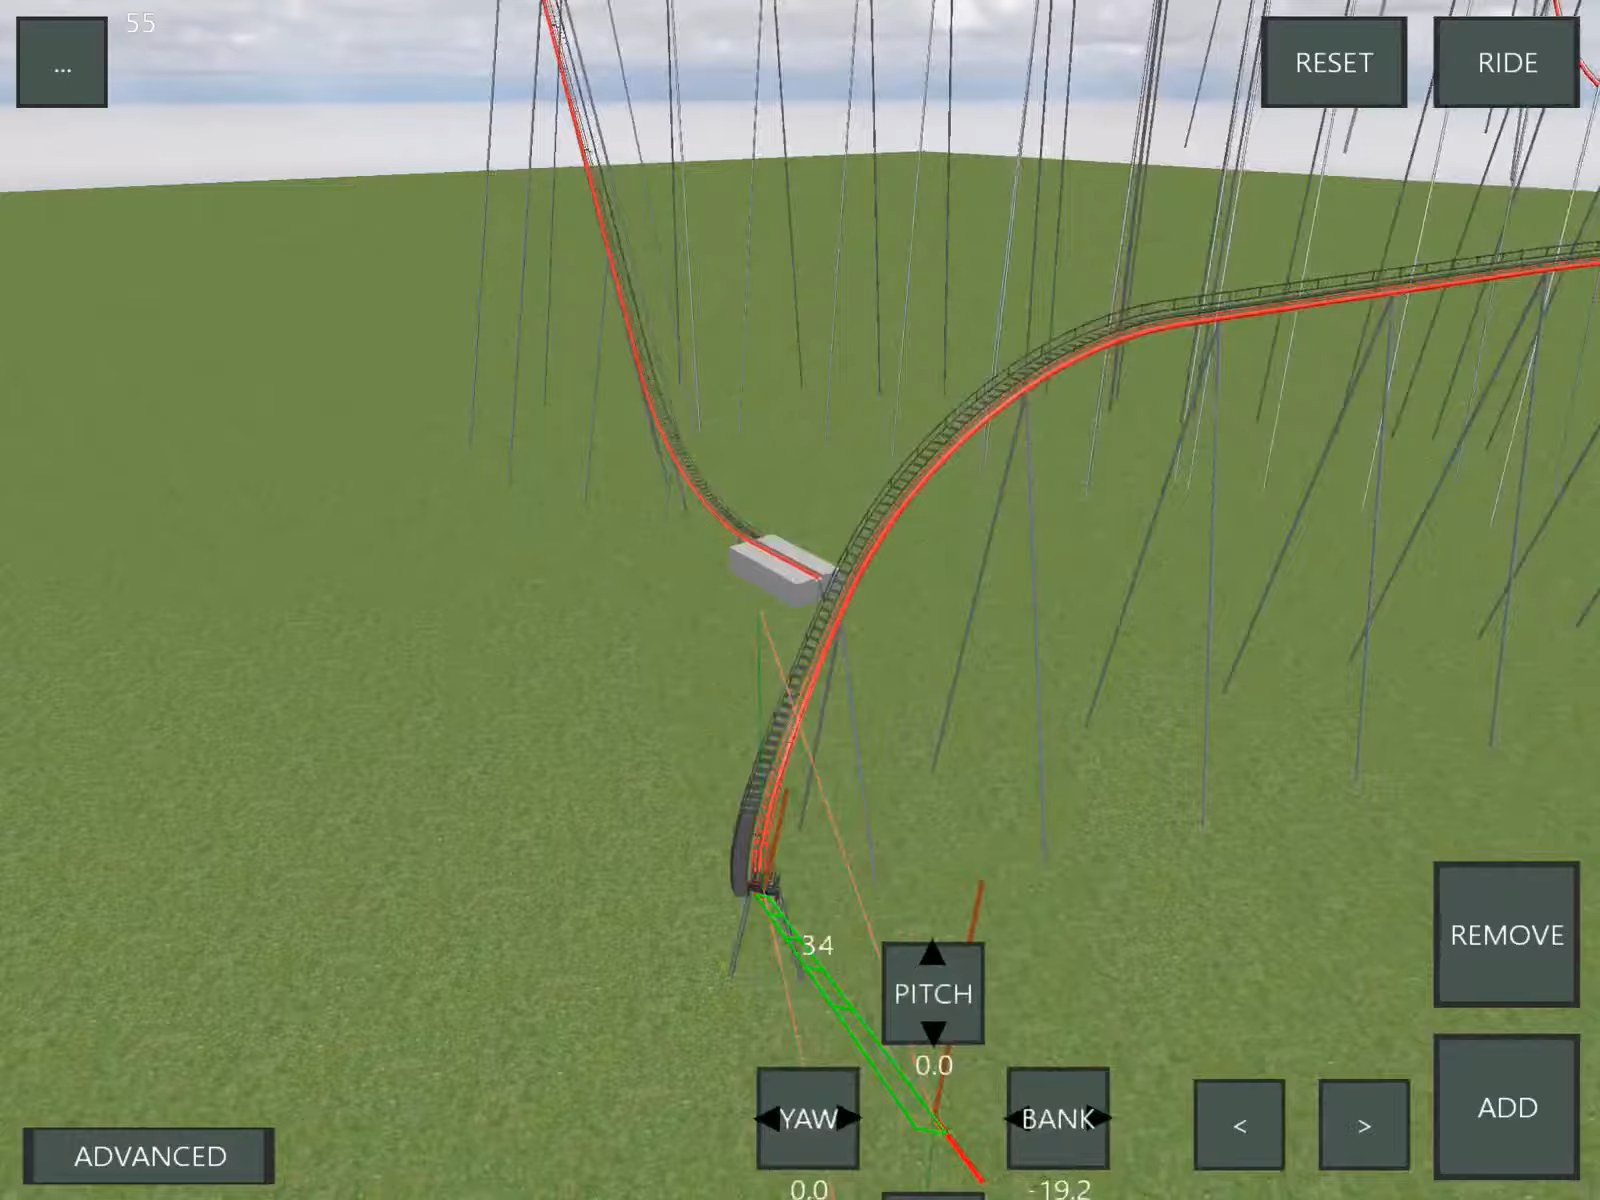 ...
55
RESET
RIDE
REMOVE
34
PITCH
0.0
YAW
BANK
<
>
ADD
ADVANCED
0.0
-19.2